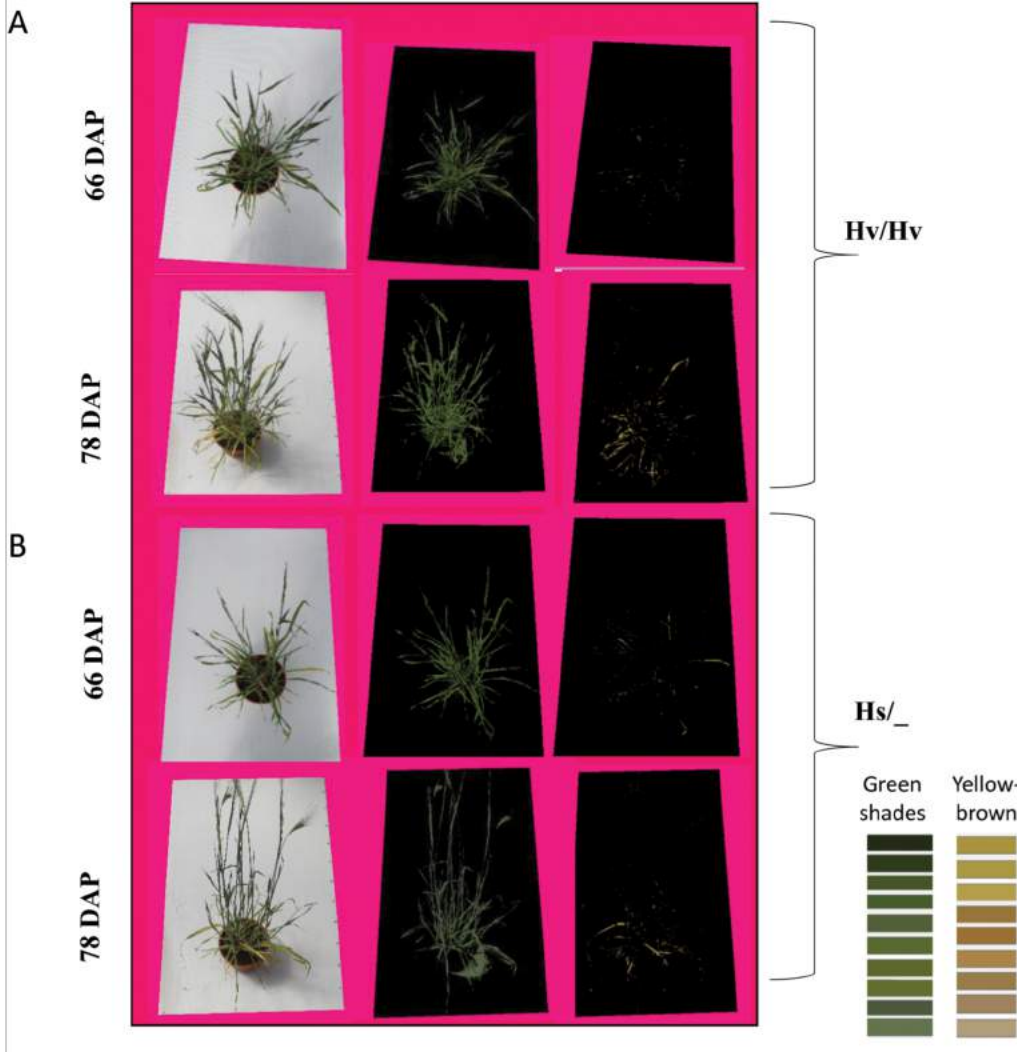 A
66 DAP
Hv/Hv
78 DAP
B
66 DAP
Hs/_
78 DAP
Green shades
Yellow-brown